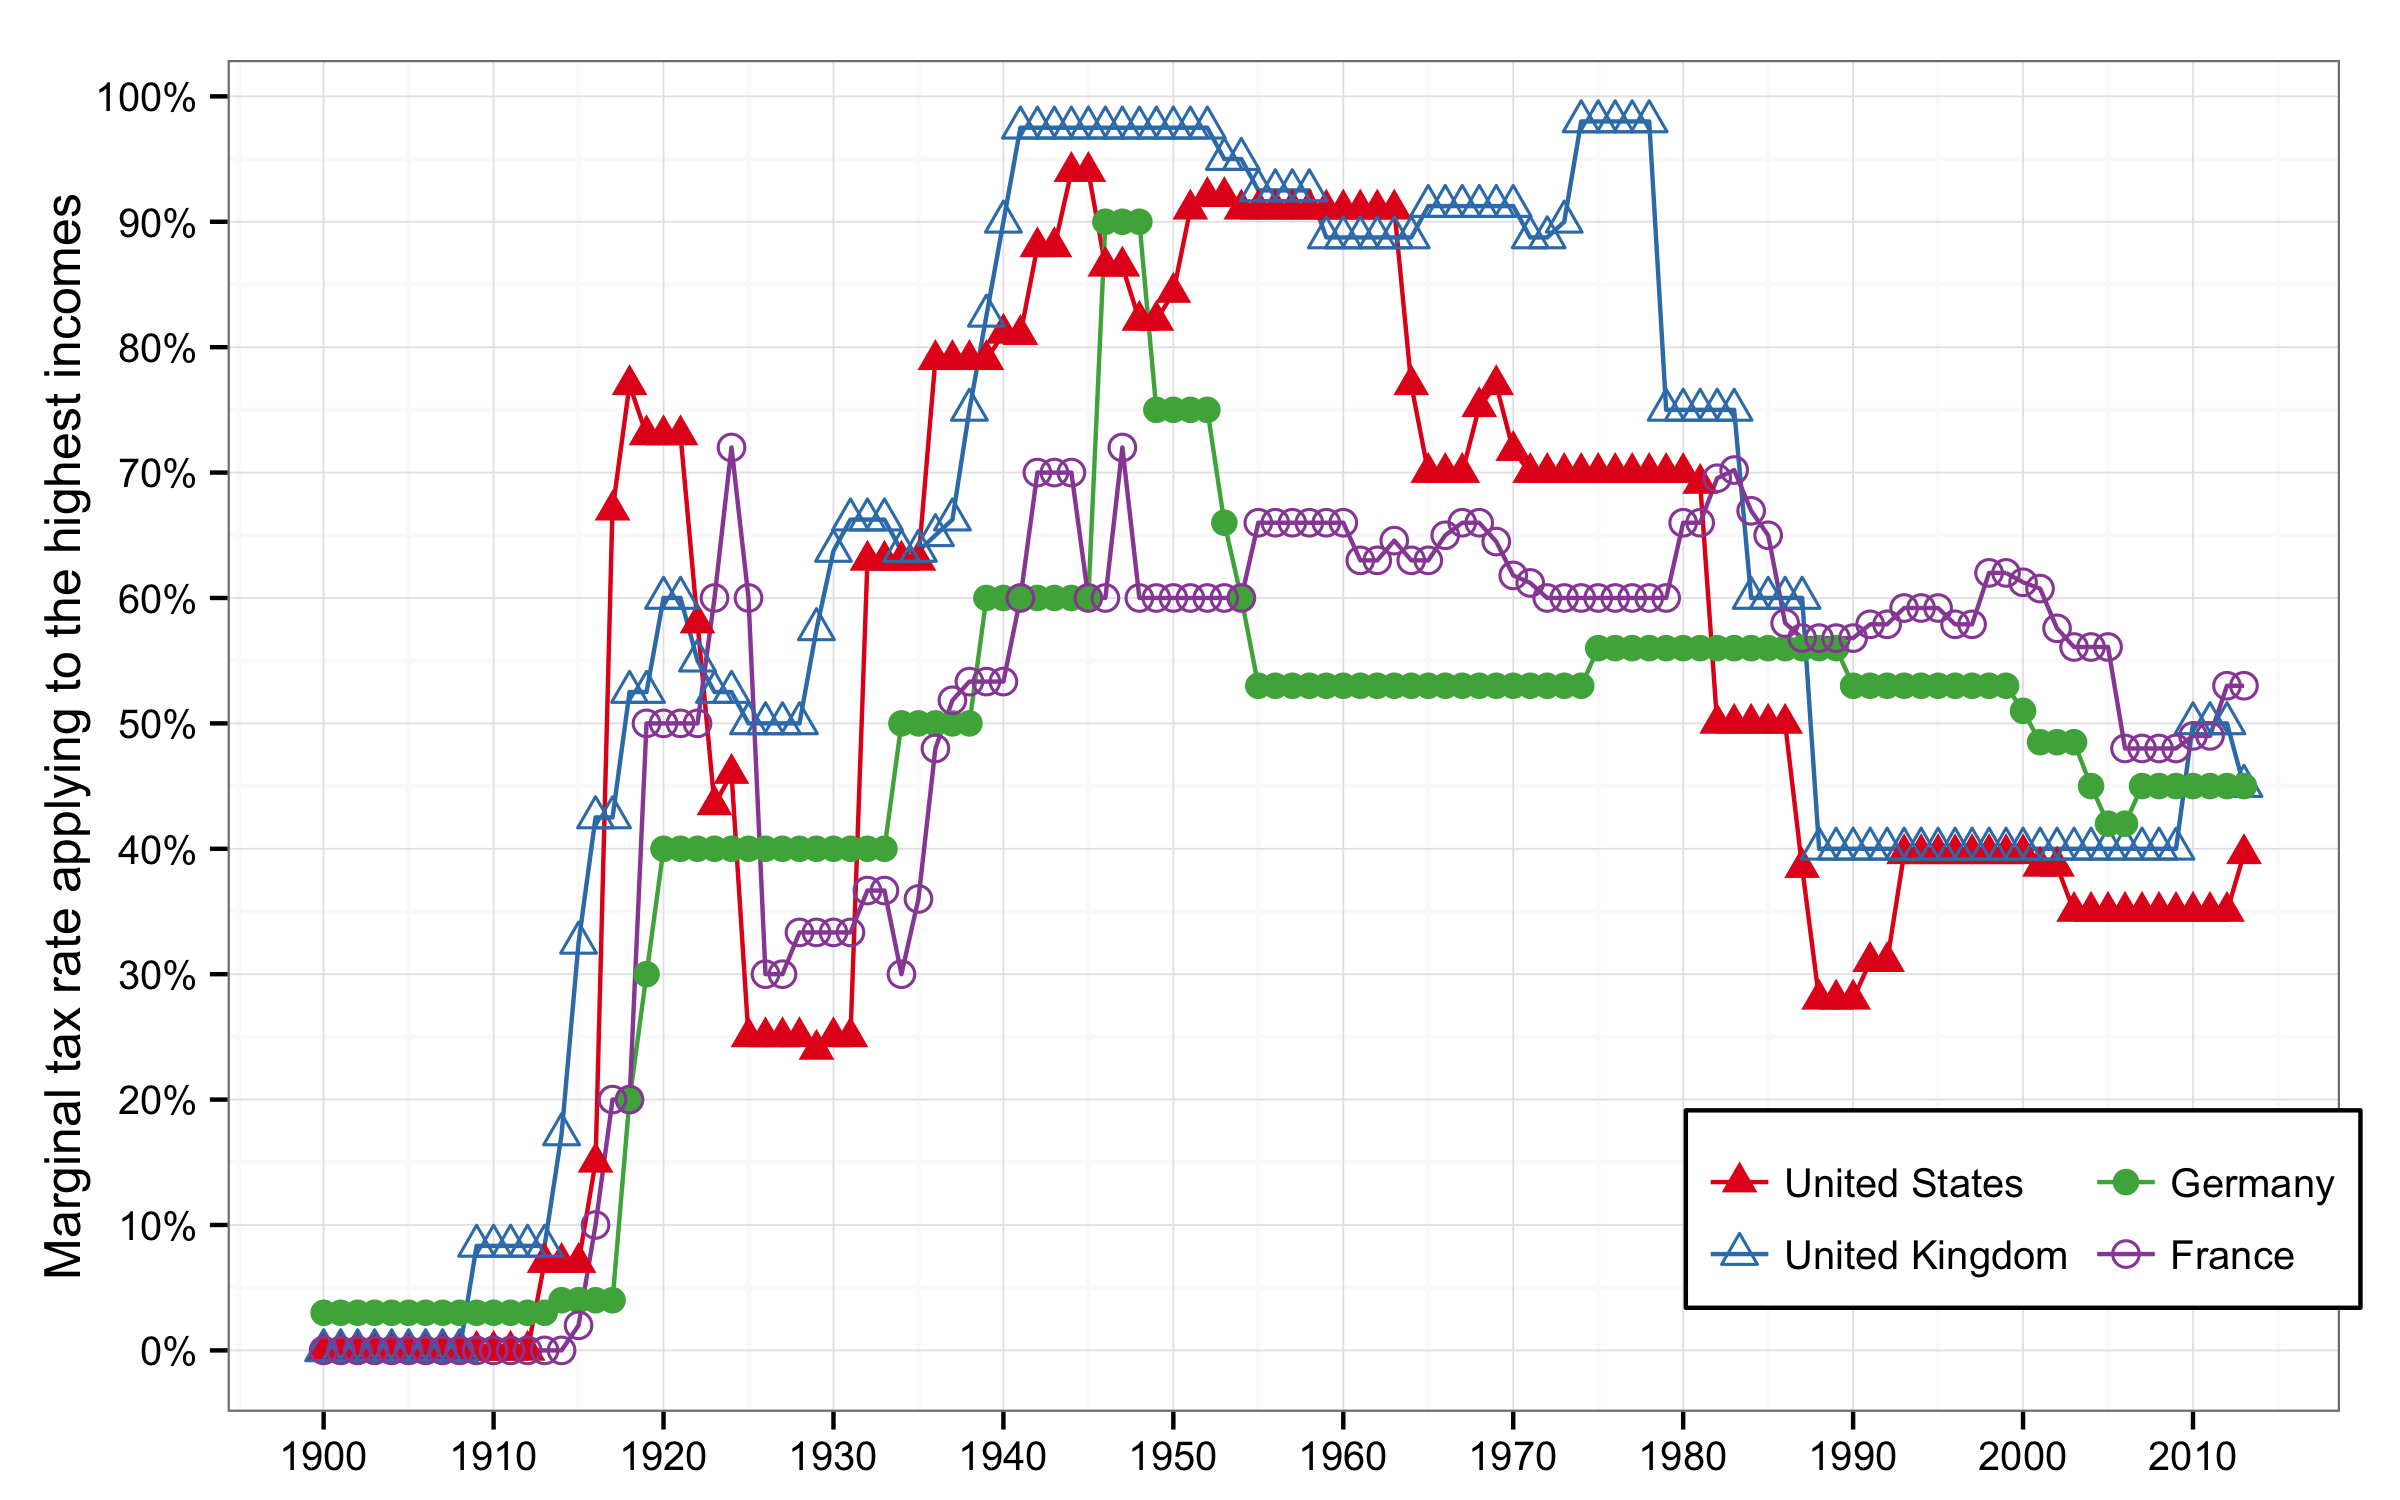 Marginal tax rate applying to the highest incomes
100%
90%
80%
70%
60%
50%
40%
30%
20%
10%
0%
1900 1910 1920 1930 1940 1950 1960 1970 1980 1990 2000 2010
United States Germany
United Kingdom France